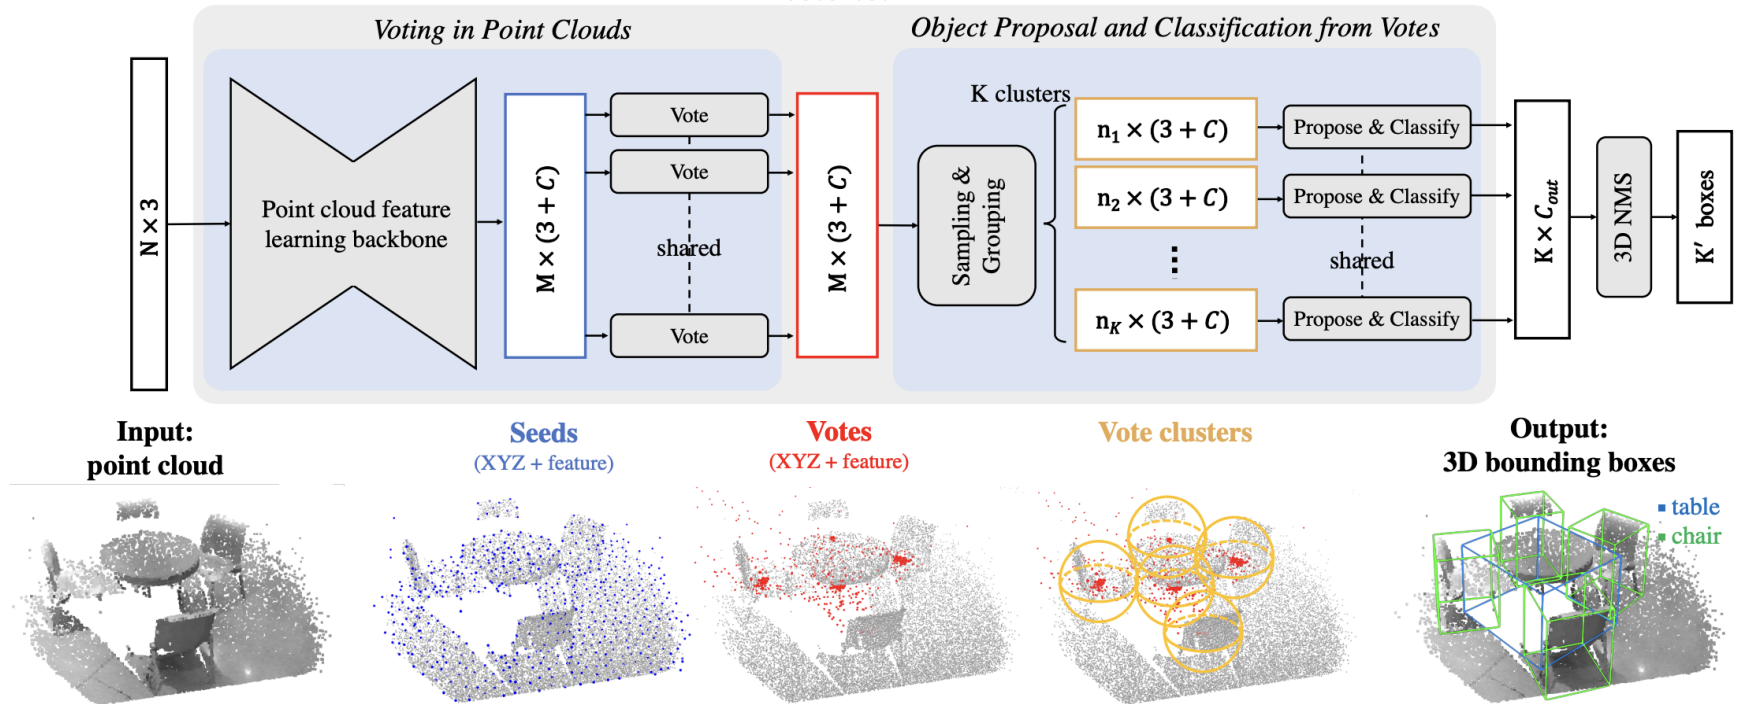 Voting in Point Clouds
Object Proposal and Classification from Votes
N × 3
Point cloud feature
learning backbone
M × (3 + C)
Vote
Vote
shared
Vote
M × (3 + C)
Sampling &
Grouping
K clusters
n₁ × (3 + C)
n₂ × (3 + C)
⋮
n_K × (3 + C)
Propose & Classify
Propose & Classify
shared
Propose & Classify
K × C_out
3D NMS
K′ boxes
Input:
point cloud
Seeds
(XYZ + feature)
Votes
(XYZ + feature)
Vote clusters
Output:
3D bounding boxes
table
chair